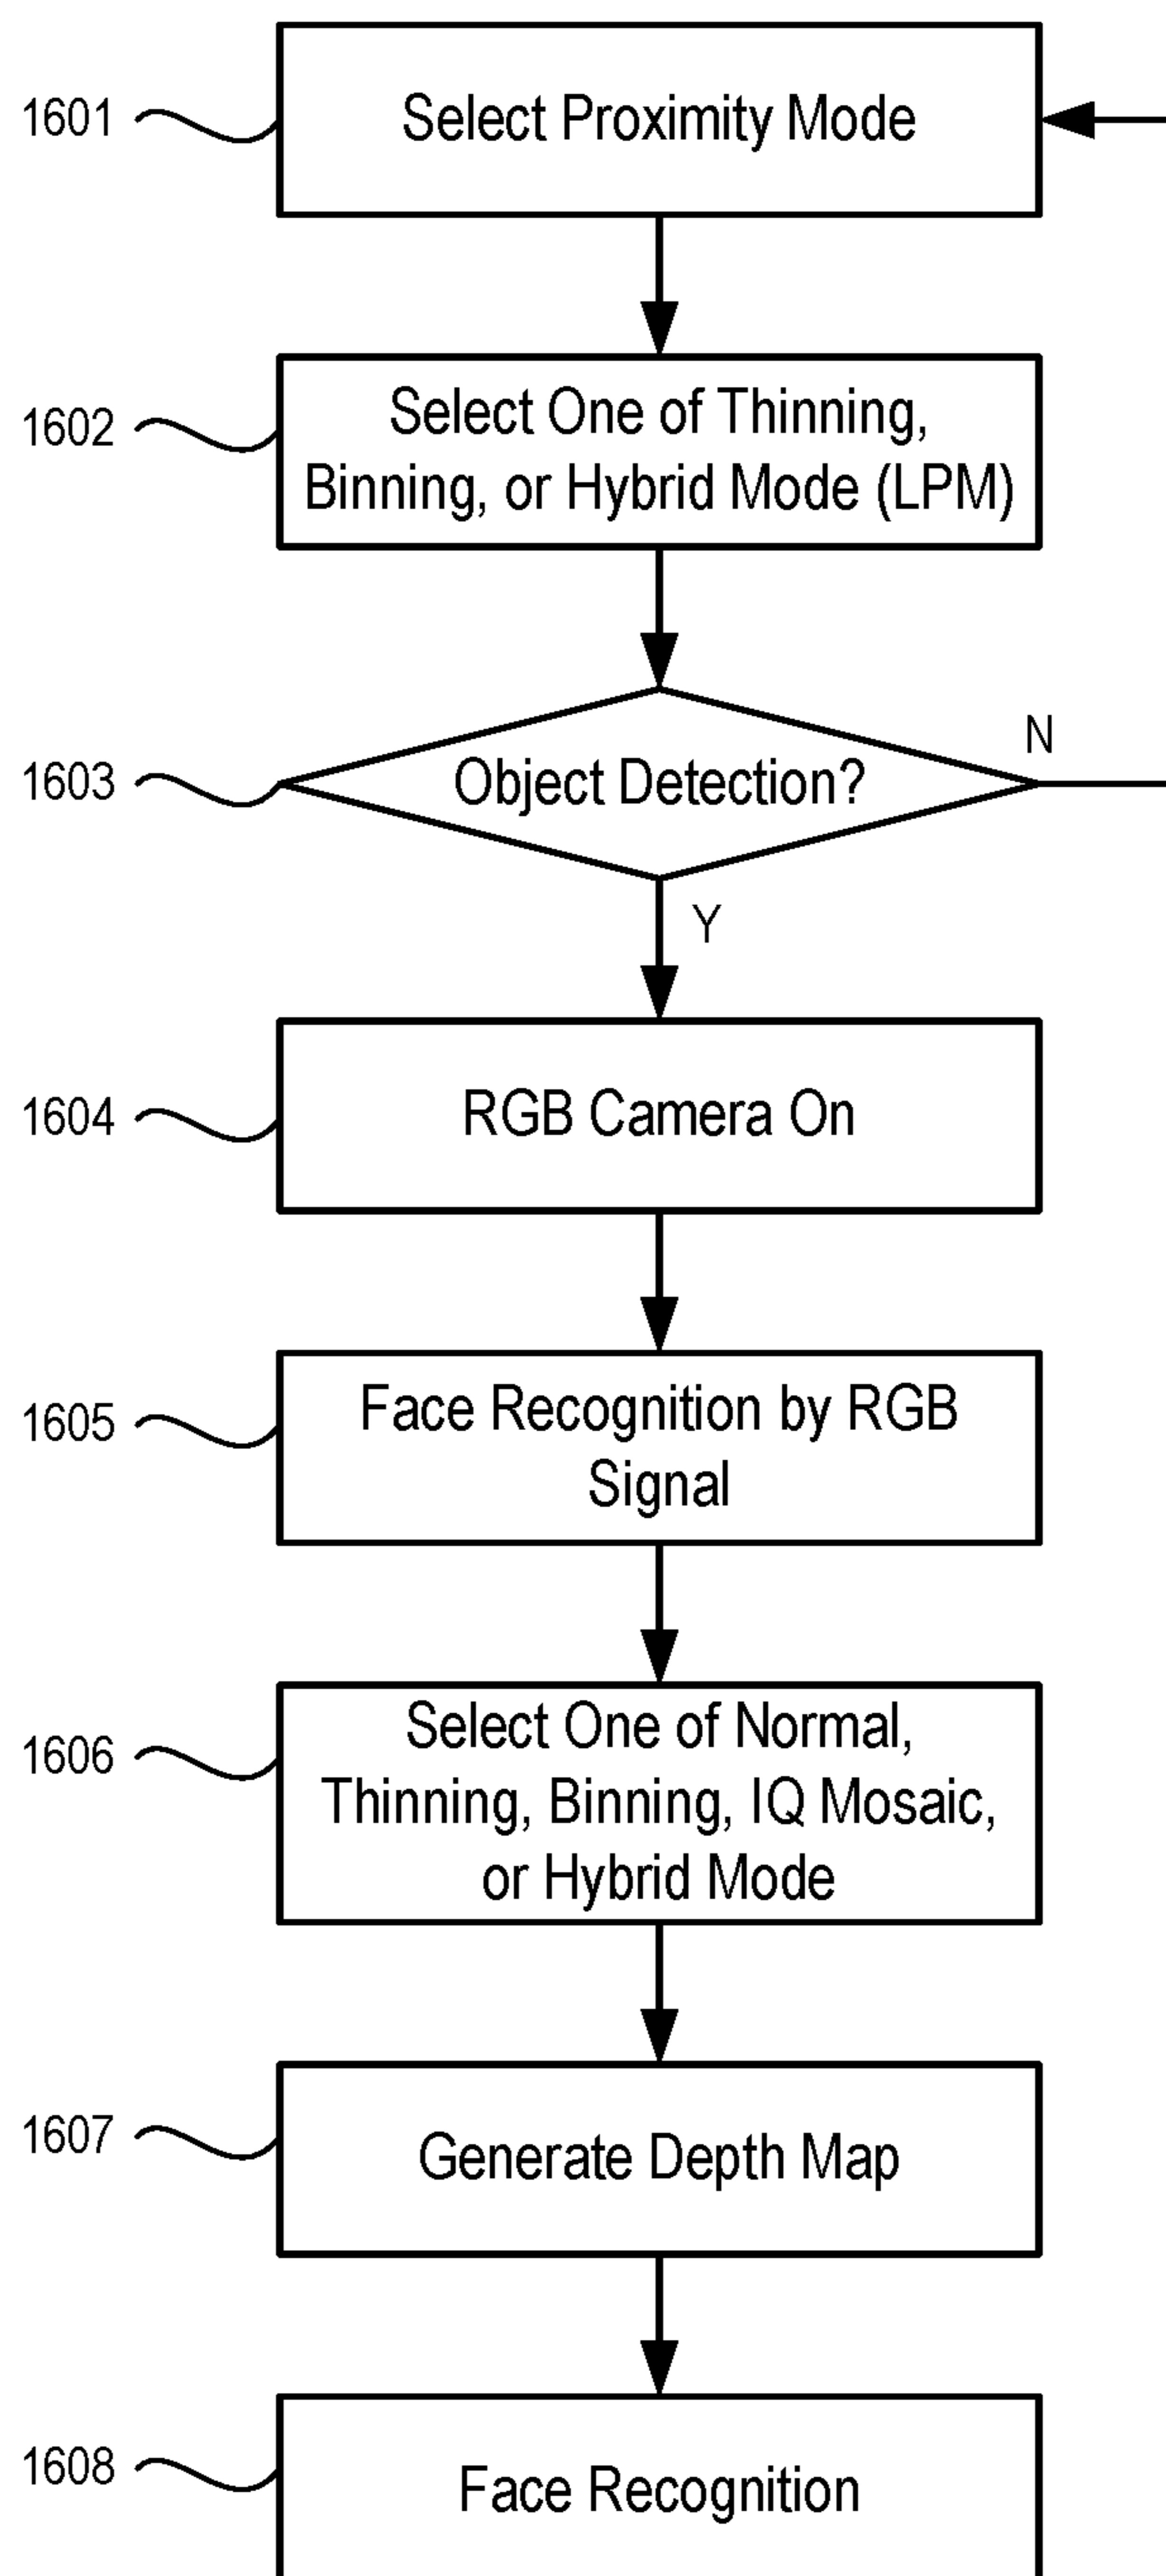 1601
Select Proximity Mode
1602
Select One of Thinning,
Binning, or Hybrid Mode (LPM)
1603
Object Detection?
N
Y
1604
RGB Camera On
1605
Face Recognition by RGB
Signal
1606
Select One of Normal,
Thinning, Binning, IQ Mosaic,
or Hybrid Mode
1607
Generate Depth Map
1608
Face Recognition